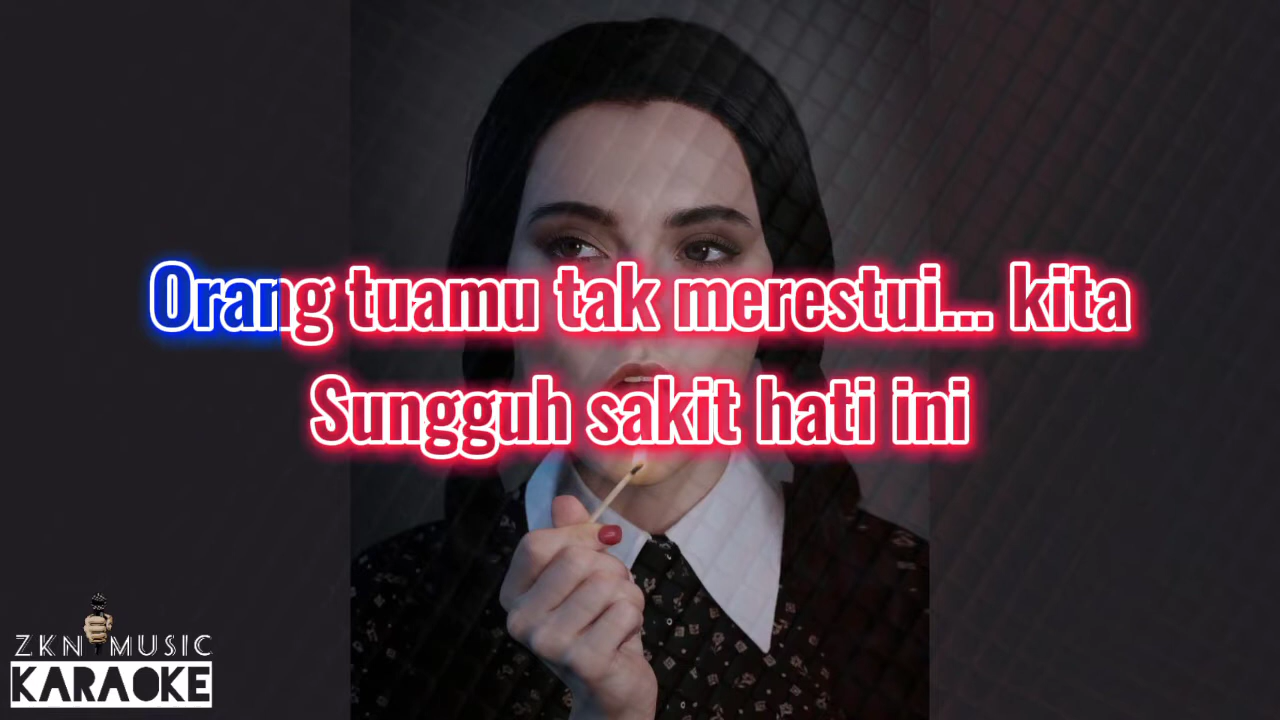 Orang tuamu tak merestui... kita
Sungguh sakit hati ini
ZKN MUSIC
KARAOKE